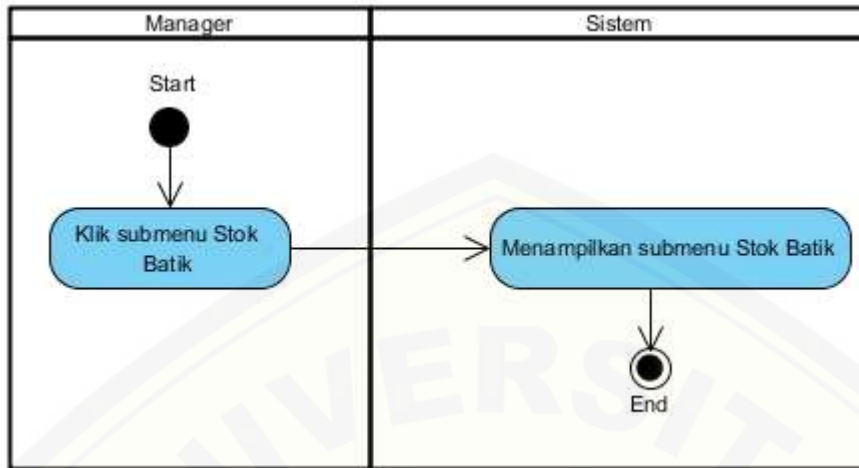 Manager
Sistem
Start
Klik submenu Stok
Batik
Menampilkan submenu Stok Batik
End